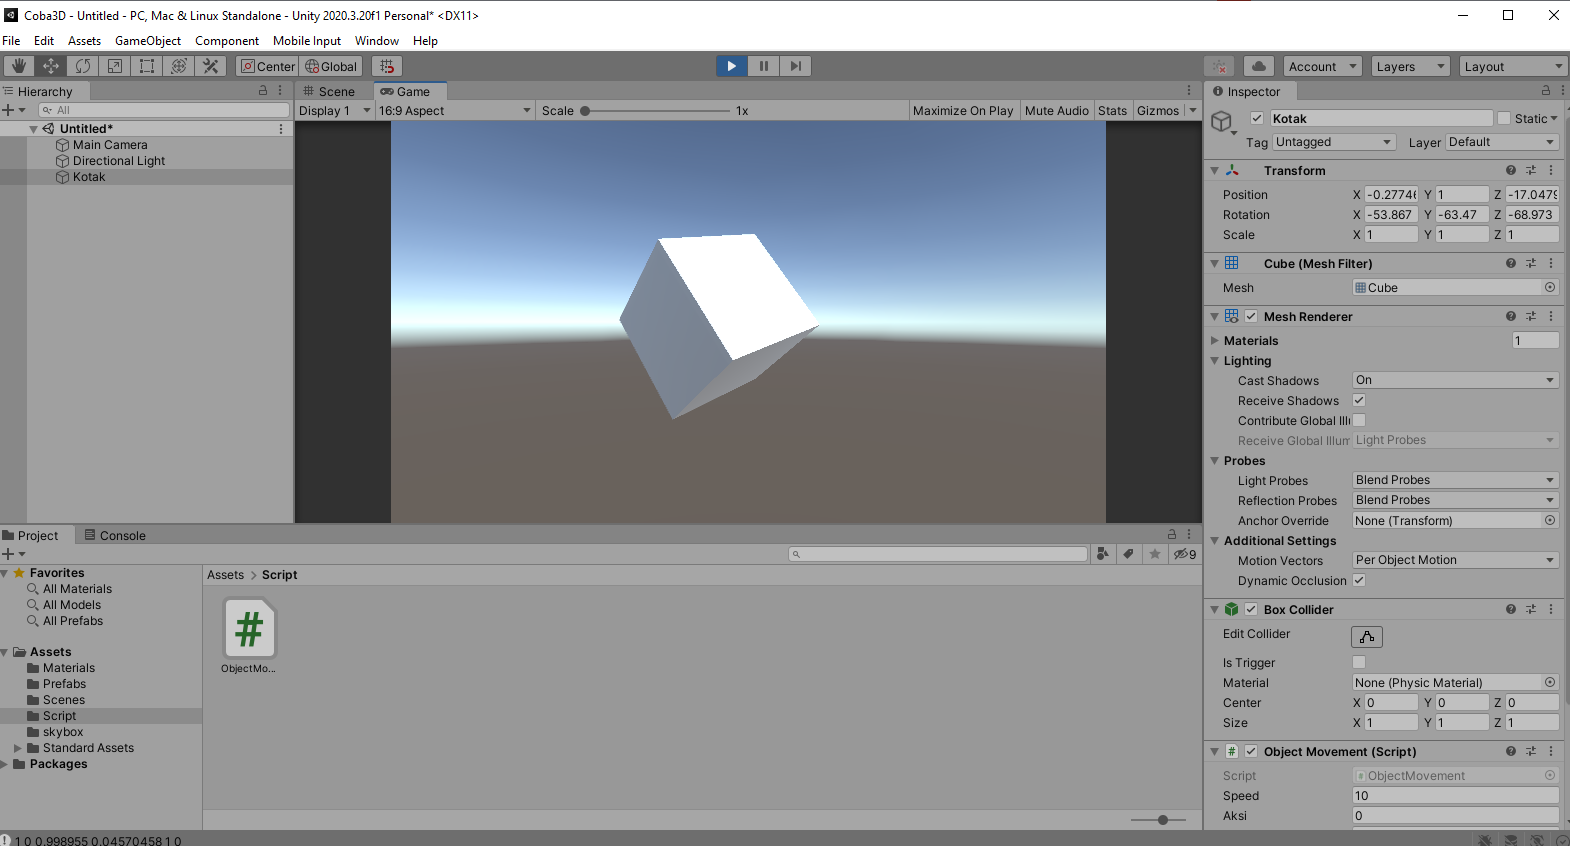 Coba3D - Untitled - PC, Mac & Linux Standalone - Unity 2020.3.20f1 Personal* <DX11>
File Edit Assets GameObject Component Mobile Input Window Help
Center Global Account Layers Layout
Hierarchy
All
Untitled*
Main Camera
Directional Light
Kotak
Scene Game
Display 1 16:9 Aspect Scale 1x Maximize On Play Mute Audio Stats Gizmos
Inspector
Kotak Static
Tag Untagged Layer Default
Transform
Position X -0.2774 Y 1 Z -17.047
Rotation X -53.867 Y -63.47 Z -68.973
Scale X 1 Y 1 Z 1
Cube (Mesh Filter)
Mesh Cube
Mesh Renderer
Materials 1
Lighting
Cast Shadows On
Receive Shadows
Contribute Global Ill
Receive Global Illum Light Probes
Probes
Light Probes Blend Probes
Reflection Probes Blend Probes
Anchor Override None (Transform)
Additional Settings
Motion Vectors Per Object Motion
Dynamic Occlusion
Box Collider
Edit Collider
Is Trigger
Material None (Physic Material)
Center X 0 Y 0 Z 0
Size X 1 Y 1 Z 1
# Object Movement (Script)
Script # ObjectMovement
Speed 10
Aksi 0
Project Console
9
Favorites
All Materials
All Models
All Prefabs
Assets
Materials
Prefabs
Scenes
Script
skybox
Standard Assets
Packages
Assets > Script
#
ObjectMo...
1 0 0.998955 0.04570458 1 0